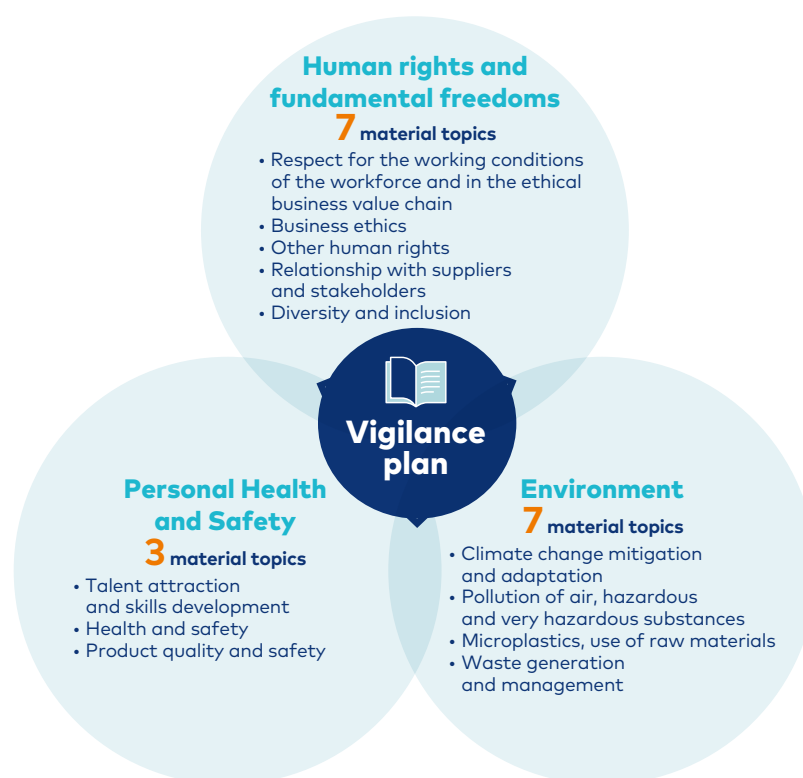 Human rights and
fundamental freedoms
7 material topics
• Respect for the working conditions
of the workforce and in the ethical
business value chain
• Business ethics
• Other human rights
• Relationship with suppliers
and stakeholders
• Diversity and inclusion
Vigilance
plan
Personal Health
and Safety
3 material topics
• Talent attraction
and skills development
• Health and safety
• Product quality and safety
Environment
7 material topics
• Climate change mitigation
and adaptation
• Pollution of air, hazardous
and very hazardous substances
• Microplastics, use of raw materials
• Waste generation
and management